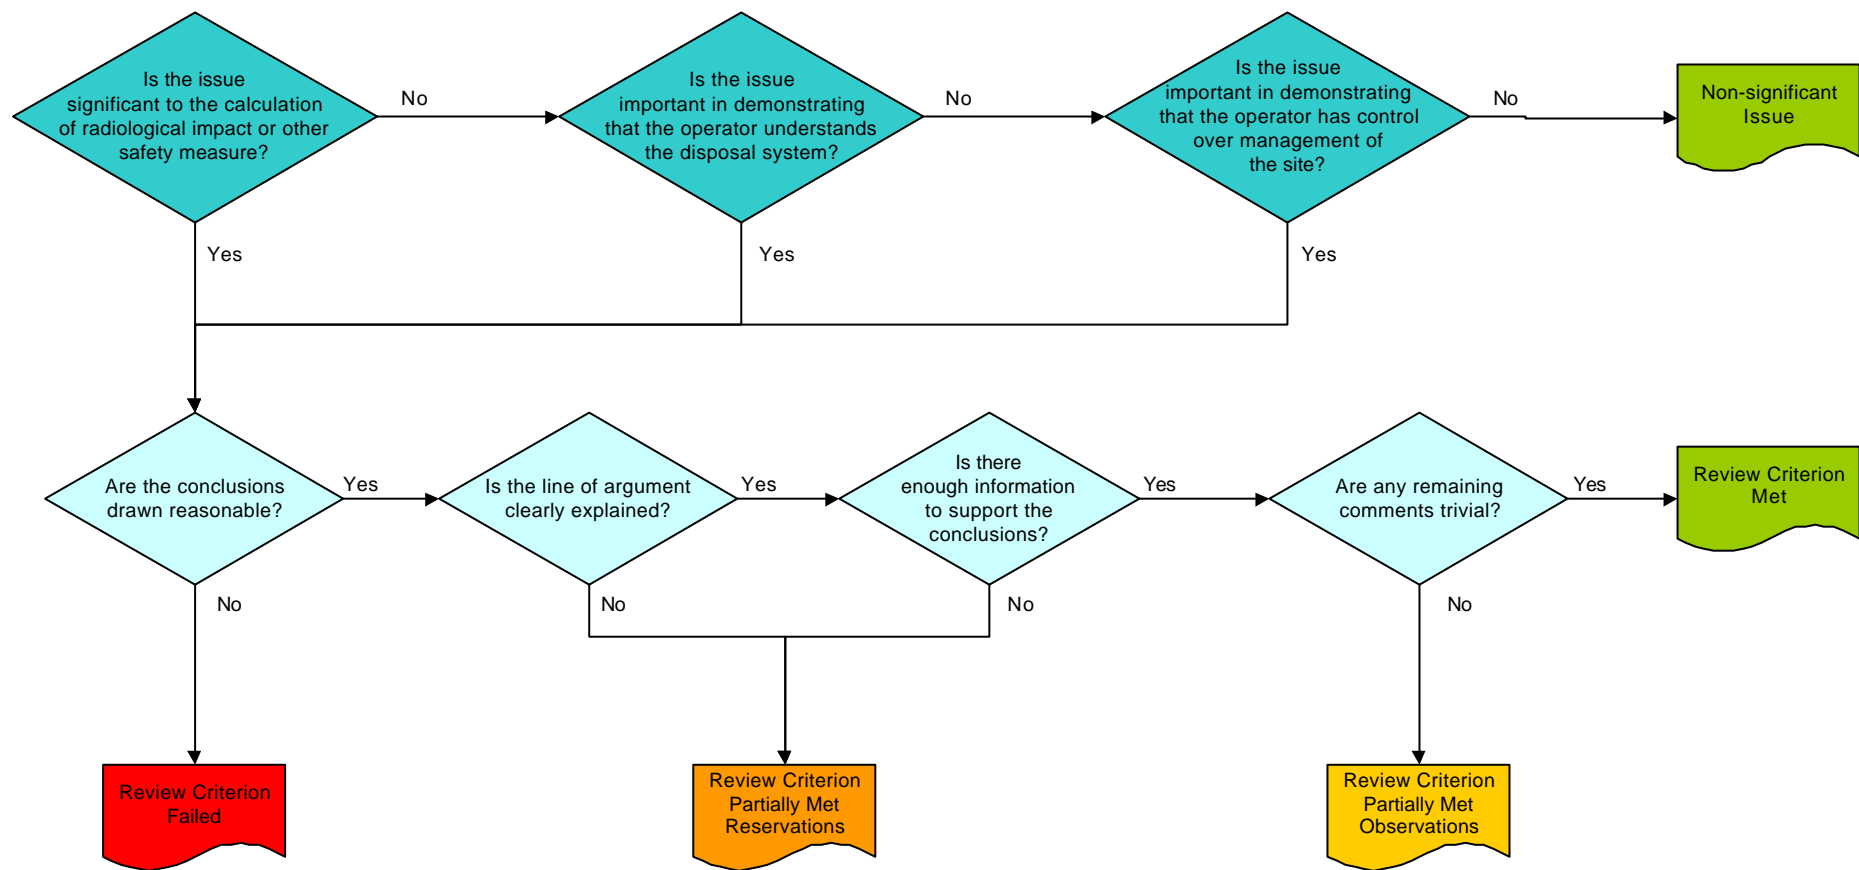 Is the issue
significant to the calculation
of radiological impact or other
safety measure?
No
Is the issue
important in demonstrating
that the operator understands
the disposal system?
No
Is the issue
important in demonstrating
that the operator has control
over management of
the site?
No
Non-significant
Issue
Yes
Yes
Yes
Are the conclusions
drawn reasonable?
Yes
Is the line of argument
clearly explained?
Yes
Is there
enough information
to support the
conclusions?
Yes
Are any remaining
comments trivial?
Yes
Review Criterion
Met
No
No
No
No
Review Criterion
Failed
Review Criterion
Partially Met
Reservations
Review Criterion
Partially Met
Observations